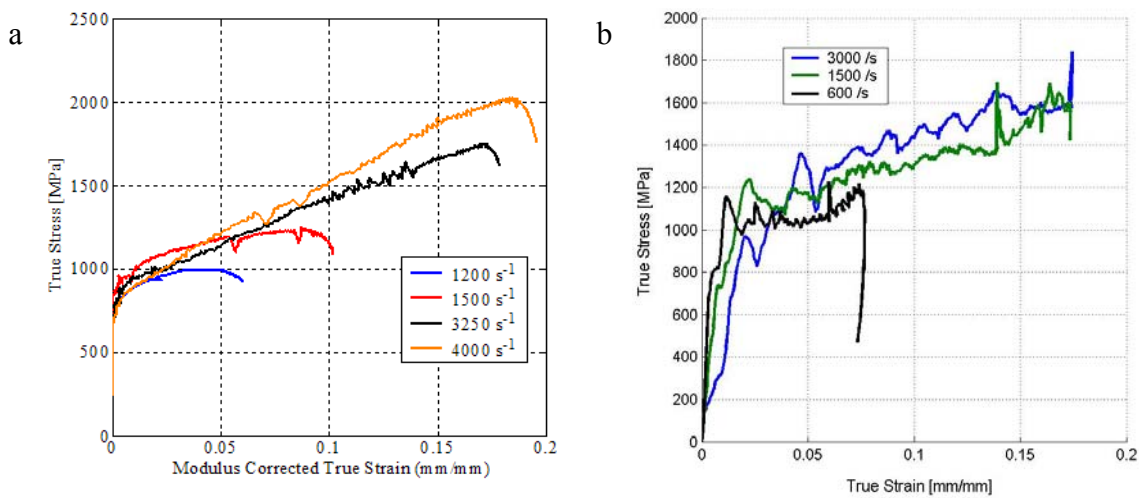 a
2500
2000
1500
1000
500
0
True Stress [MPa]
0 0.05 0.1 0.15 0.2
Modulus Corrected True Strain (mm/mm)
1200 s-1
1500 s-1
3250 s-1
4000 s-1
b
2000
1800
1600
1400
1200
1000
800
600
400
200
0
True Stress [MPa]
3000 /s
1500 /s
600 /s
0 0.05 0.1 0.15 0.2
True Strain [mm/mm]